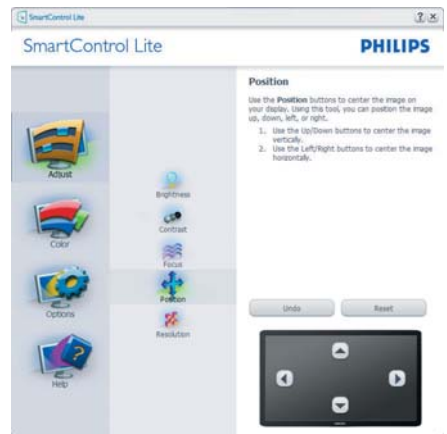 SmartControl Lite
SmartControl Lite
PHILIPS
Adjust
Color
Options
Help
Brightness
Contrast
Focus
Position
Resolution
Position
Use the Position buttons to center the image on
your display. Using this tool, you can position the image
up, down, left, or right.
1. Use the Up/Down buttons to center the image
vertically.
2. Use the Left/Right buttons to center the image
horizontally.
Undo
Reset